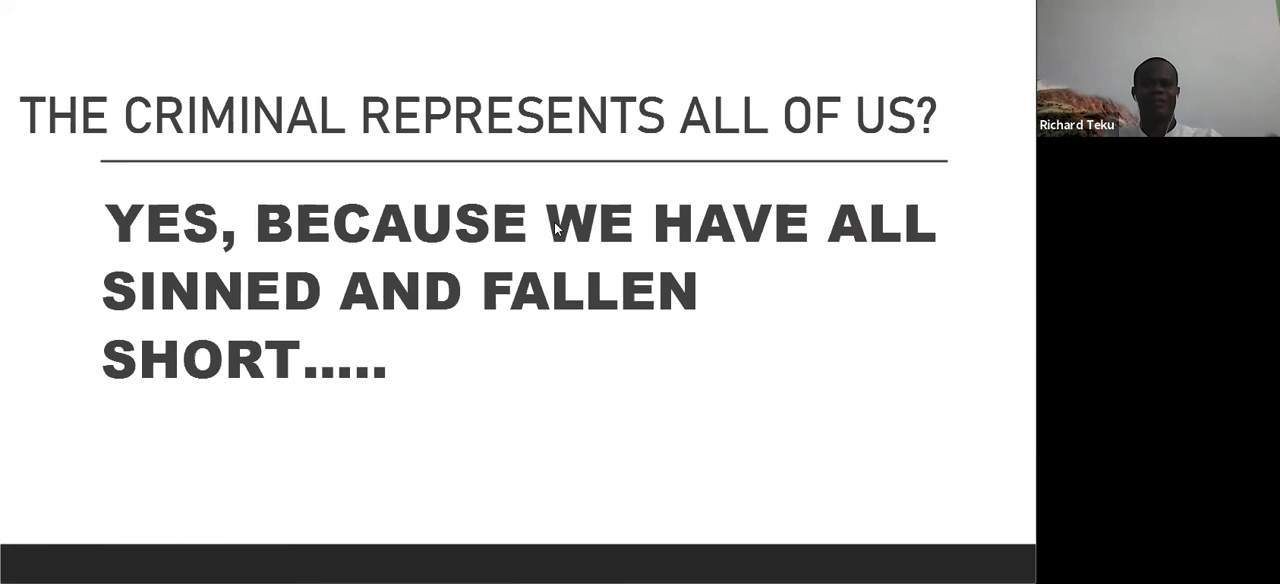 THE CRIMINAL REPRESENTS ALL OF US?
YES, BECAUSE WE HAVE ALL
SINNED AND FALLEN
SHORT.....
Richard Teku